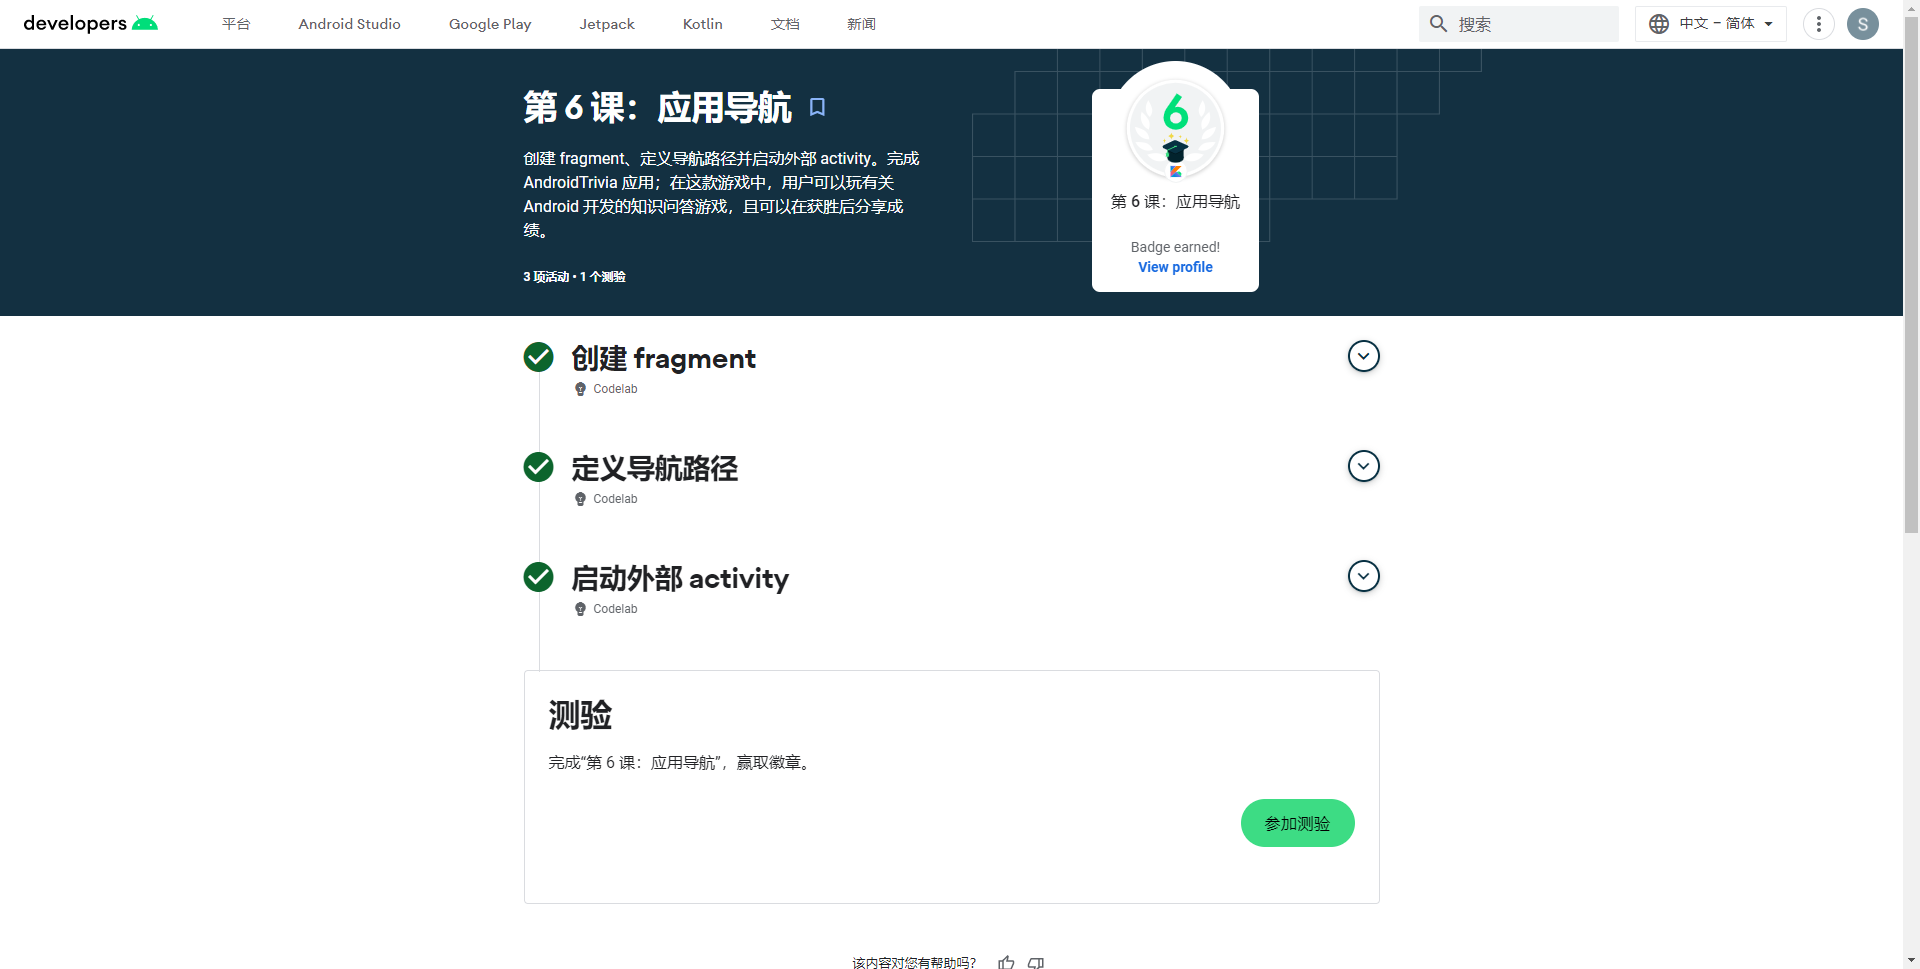 developers
平台
Android Studio
Google Play
Jetpack
Kotlin
文档
新闻
搜索
中文 – 简体
S
第 6 课：应用导航
创建 fragment、定义导航路径并启动外部 activity。完成
AndroidTrivia 应用；在这款游戏中，用户可以玩有关
Android 开发的知识问答游戏，且可以在获胜后分享成
绩。
3 项活动 • 1 个测验
6
第 6 课：应用导航
Badge earned!
View profile
创建 fragment
Codelab
定义导航路径
Codelab
启动外部 activity
Codelab
测验
完成“第 6 课：应用导航”，赢取徽章。
参加测验
该内容对您有帮助吗？